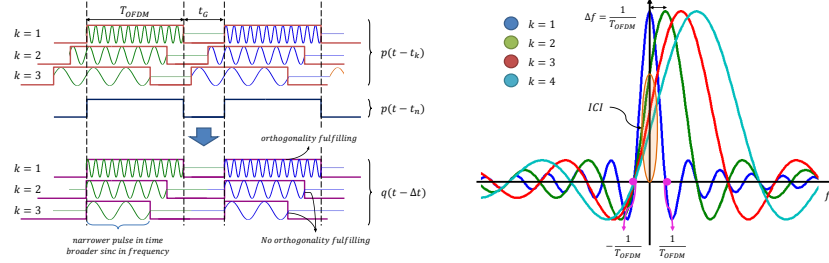 T_OFDM
t_G
k = 1
k = 2
k = 3
p(t − t_k)
p(t − t_n)
orthogonality fulfilling
k = 1
k = 2
k = 3
q(t − Δt)
narrower pulse in time
broader sinc in frequency
No orthogonality fulfilling
k = 1
k = 2
k = 3
k = 4
Δf = 1/T_OFDM
ICI
f
−1/T_OFDM
1/T_OFDM